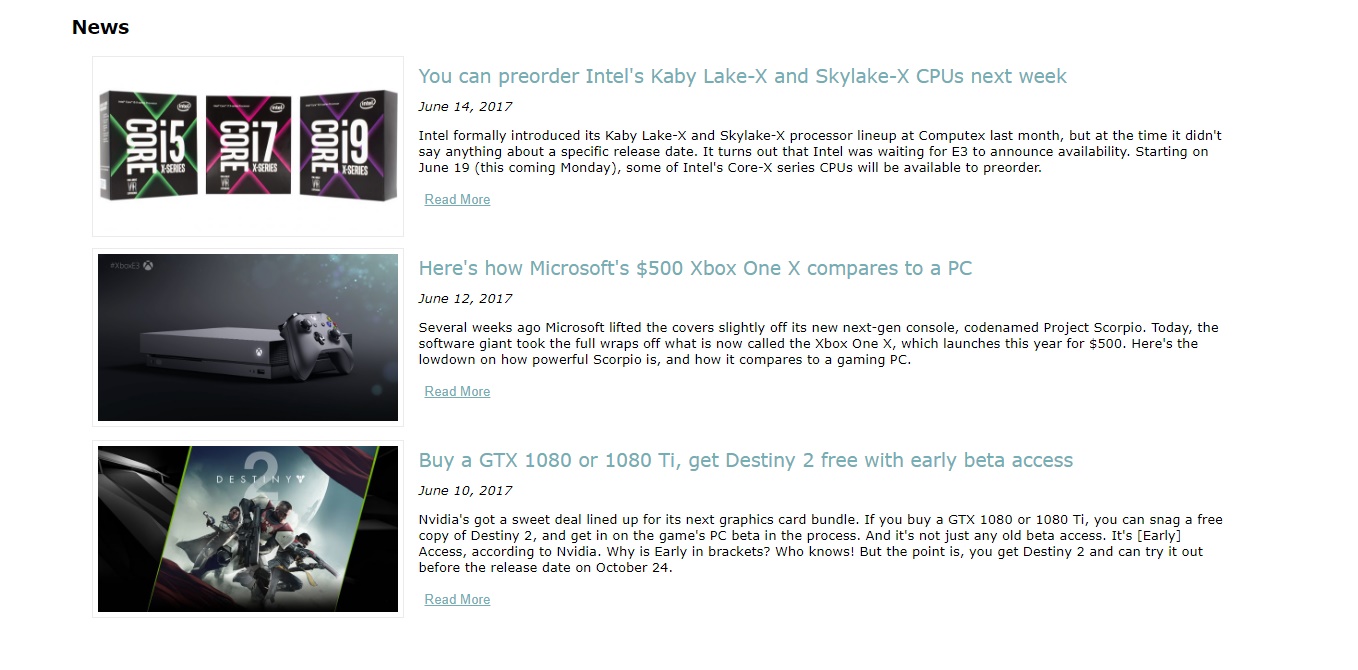 News
You can preorder Intel's Kaby Lake-X and Skylake-X CPUs next week
June 14, 2017
Intel formally introduced its Kaby Lake-X and Skylake-X processor lineup at Computex last month, but at the time it didn't
say anything about a specific release date. It turns out that Intel was waiting for E3 to announce availability. Starting on
June 19 (this coming Monday), some of Intel's Core-X series CPUs will be available to preorder.
Read More
CORE i5 X-SERIES
CORE i7 X-SERIES
CORE i9 X-SERIES
Here's how Microsoft's $500 Xbox One X compares to a PC
June 12, 2017
Several weeks ago Microsoft lifted the covers slightly off its new next-gen console, codenamed Project Scorpio. Today, the
software giant took the full wraps off what is now called the Xbox One X, which launches this year for $500. Here's the
lowdown on how powerful Scorpio is, and how it compares to a gaming PC.
Read More
#XboxE3
Buy a GTX 1080 or 1080 Ti, get Destiny 2 free with early beta access
June 10, 2017
Nvidia's got a sweet deal lined up for its next graphics card bundle. If you buy a GTX 1080 or 1080 Ti, you can snag a free
copy of Destiny 2, and get in on the game's PC beta in the process. And it's not just any old beta access. It's [Early]
Access, according to Nvidia. Why is Early in brackets? Who knows! But the point is, you get Destiny 2 and can try it out
before the release date on October 24.
Read More
2
DESTINY